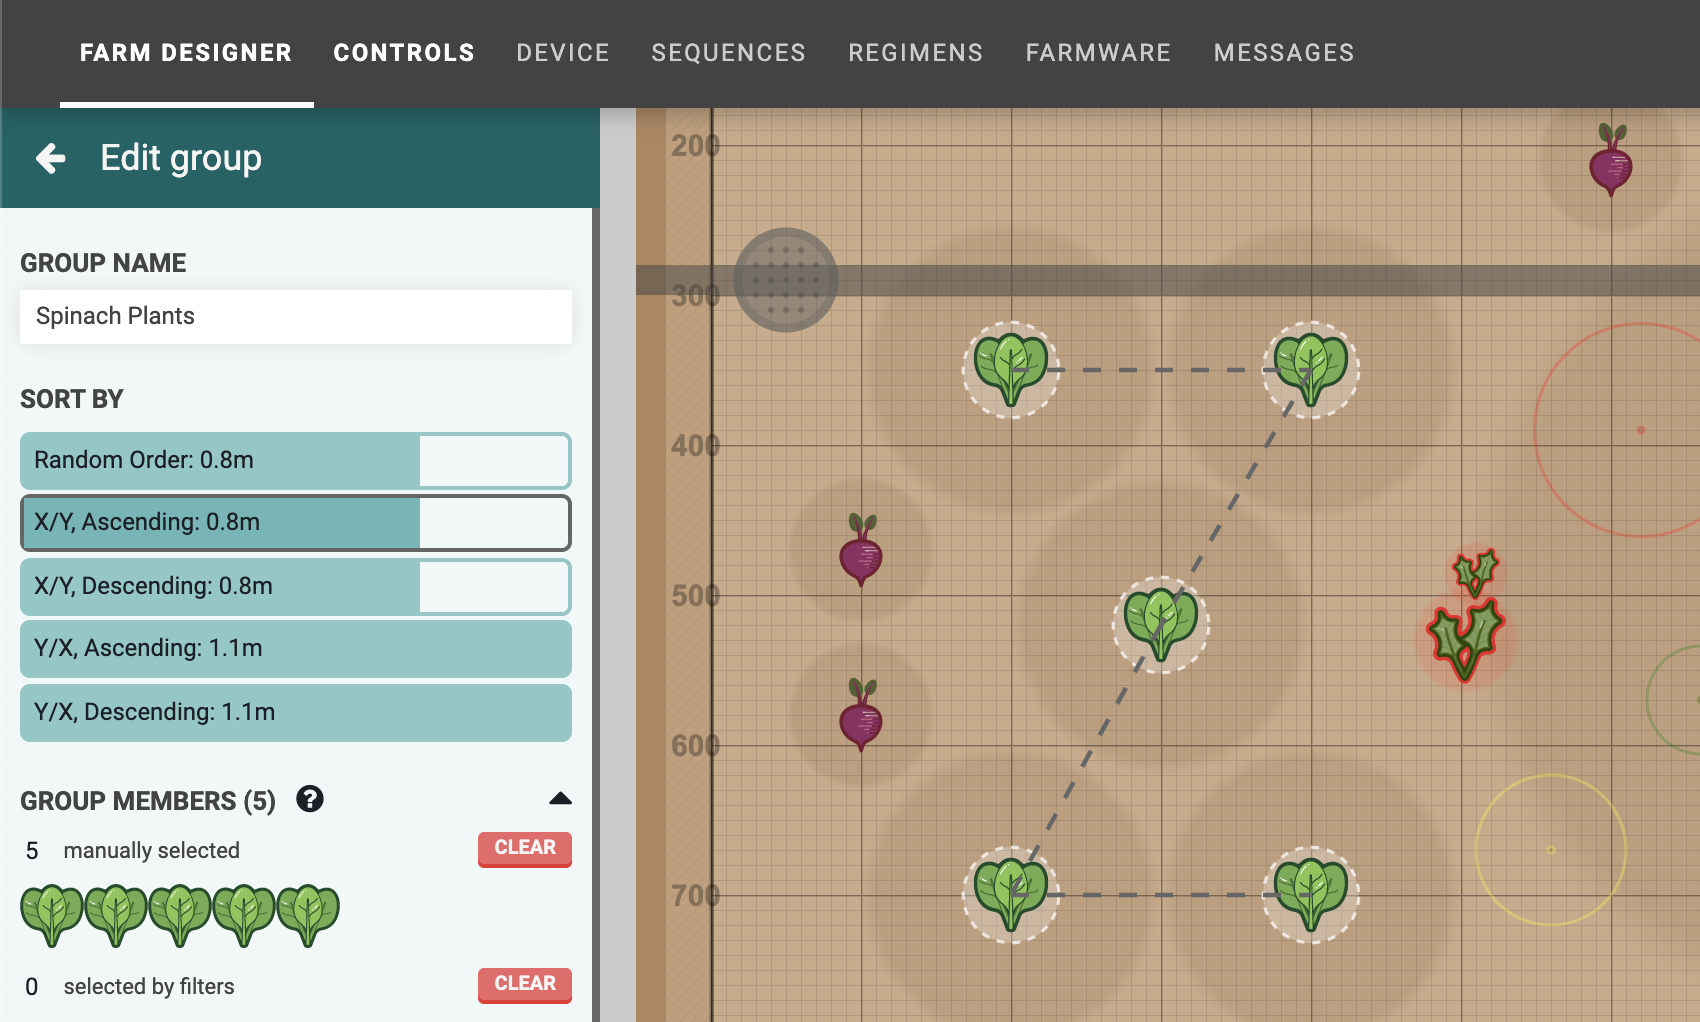 FARM DESIGNER CONTROLS DEVICE SEQUENCES REGIMENS FARMWARE MESSAGES
Edit group
GROUP NAME
Spinach Plants
SORT BY
Random Order: 0.8m
X/Y, Ascending: 0.8m
X/Y, Descending: 0.8m
Y/X, Ascending: 1.1m
Y/X, Descending: 1.1m
GROUP MEMBERS (5) ?
5 manually selected CLEAR
0 selected by filters CLEAR
200
300
400
500
600
700